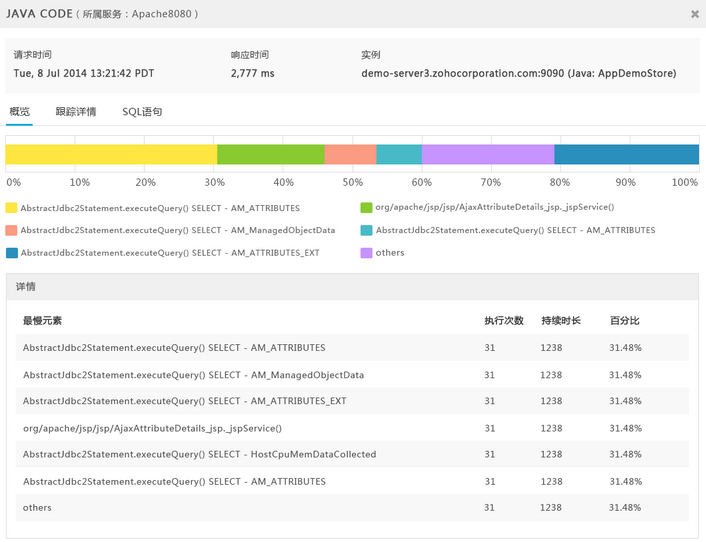 JAVA CODE ( 所属服务：Apache8080 )
请求时间 响应时间 实例
Tue, 8 Jul 2014 13:21:42 PDT 2,777 ms demo-server3.zohocorporation.com:9090 (Java: AppDemoStore)
概览 跟踪详情 SQL语句
0% 10% 20% 30% 40% 50% 60% 70% 80% 90% 100%
AbstractJdbc2Statement.executeQuery() SELECT - AM_ATTRIBUTES org/apache/jsp/jsp/AjaxAttributeDetails_jsp._jspService()
AbstractJdbc2Statement.executeQuery() SELECT - AM_ManagedObjectData AbstractJdbc2Statement.executeQuery() SELECT - AM_ATTRIBUTES
AbstractJdbc2Statement.executeQuery() SELECT - AM_ATTRIBUTES_EXT others
详情
最慢元素 执行次数 持续时长 百分比
AbstractJdbc2Statement.executeQuery() SELECT - AM_ATTRIBUTES 31 1238 31.48%
AbstractJdbc2Statement.executeQuery() SELECT - AM_ManagedObjectData 31 1238 31.48%
AbstractJdbc2Statement.executeQuery() SELECT - AM_ATTRIBUTES_EXT 31 1238 31.48%
org/apache/jsp/jsp/AjaxAttributeDetails_jsp._jspService() 31 1238 31.48%
AbstractJdbc2Statement.executeQuery() SELECT - HostCpuMemDataCollected 31 1238 31.48%
AbstractJdbc2Statement.executeQuery() SELECT - AM_ATTRIBUTES 31 1238 31.48%
others 31 1238 31.48%